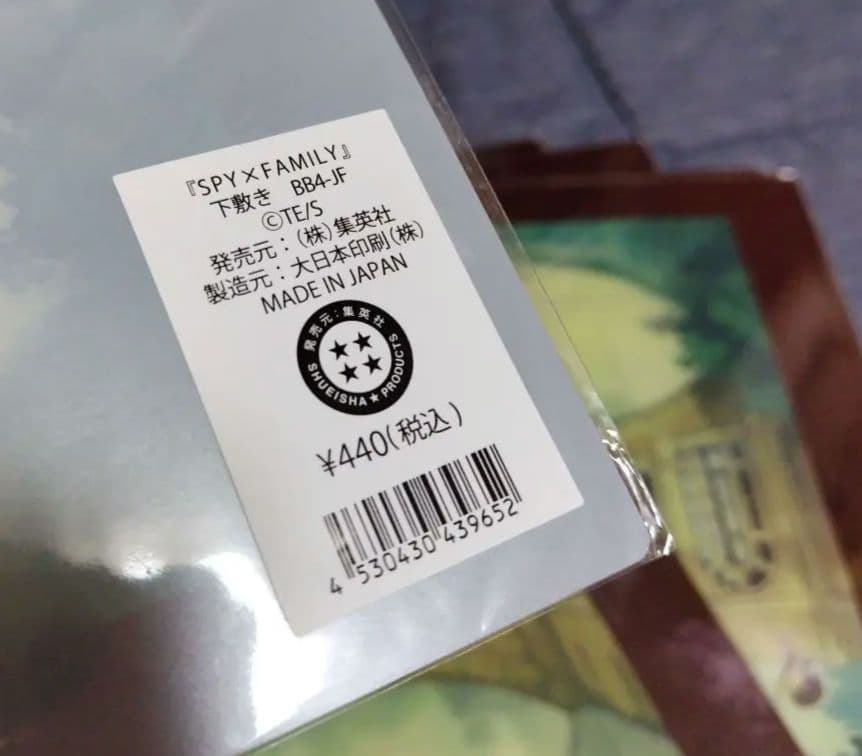 『SPY×FAMILY』
下敷き BB4-JF
©TE/S
発売元：（株）集英社
製造元：大日本印刷（株）
MADE IN JAPAN
発売元：集英社
SHUEISHA★PRODUCTS
¥440（税込）
4 530430 439652